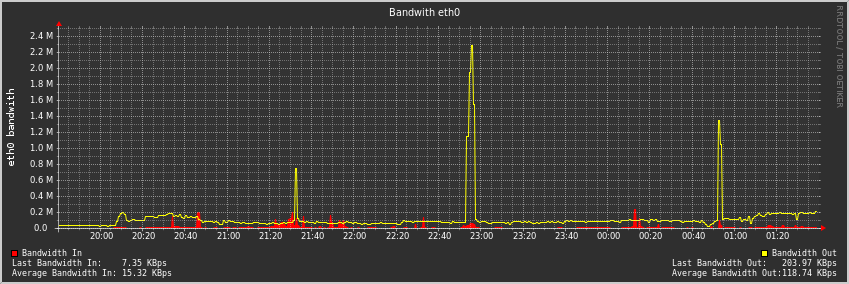 Bandwith eth0
RRDTOOL / TOBI OETIKER
eth0 bandwith
2.4 M
2.2 M
2.0 M
1.8 M
1.6 M
1.4 M
1.2 M
1.0 M
0.8 M
0.6 M
0.4 M
0.2 M
0.0
20:00 20:20 20:40 21:00 21:20 21:40 22:00 22:20 22:40 23:00 23:20 23:40 00:00 00:20 00:40 01:00 01:20
Bandwidth In Bandwidth Out
Last Bandwidth In: 7.35 KBps Last Bandwidth Out: 203.97 KBps
Average Bandwidth In: 15.32 KBps Average Bandwidth Out:118.74 KBps